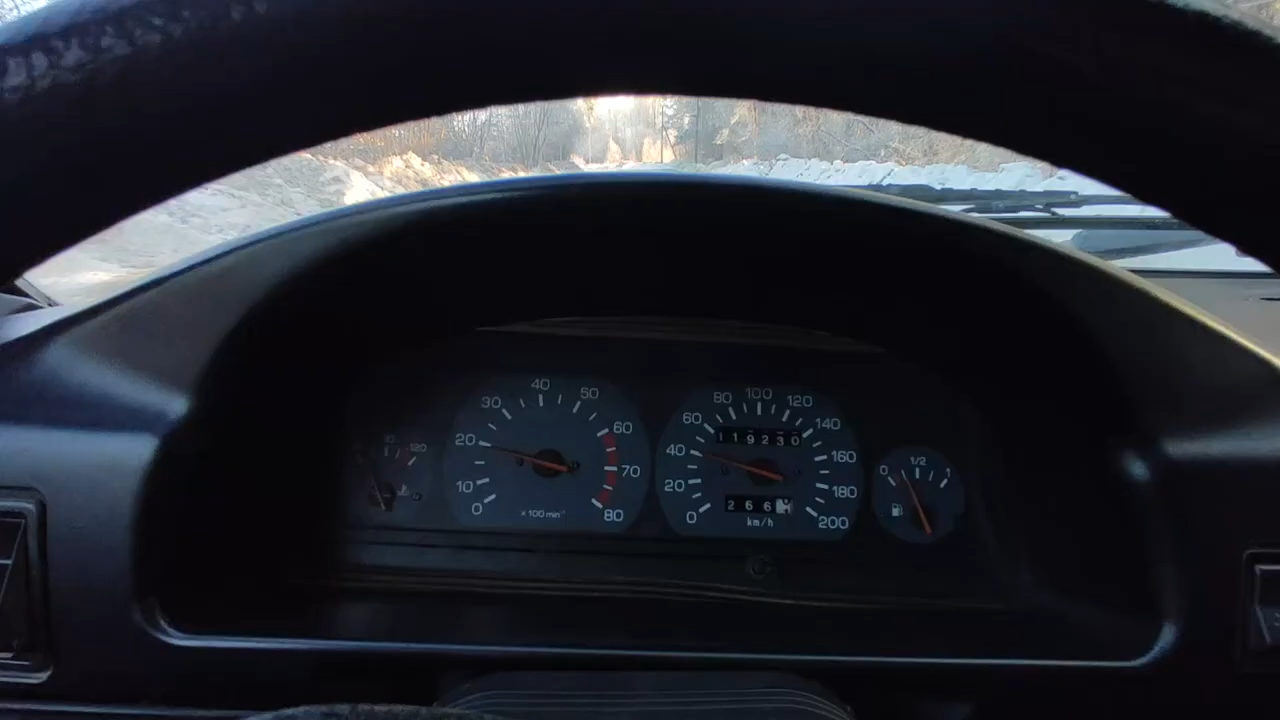 120
0 10 20 30 40 50 60 70 80
x 100 min⁻¹
0 20 40 60 80 100 120 140 160 180 200
119230
266
km/h
0 1/2 1